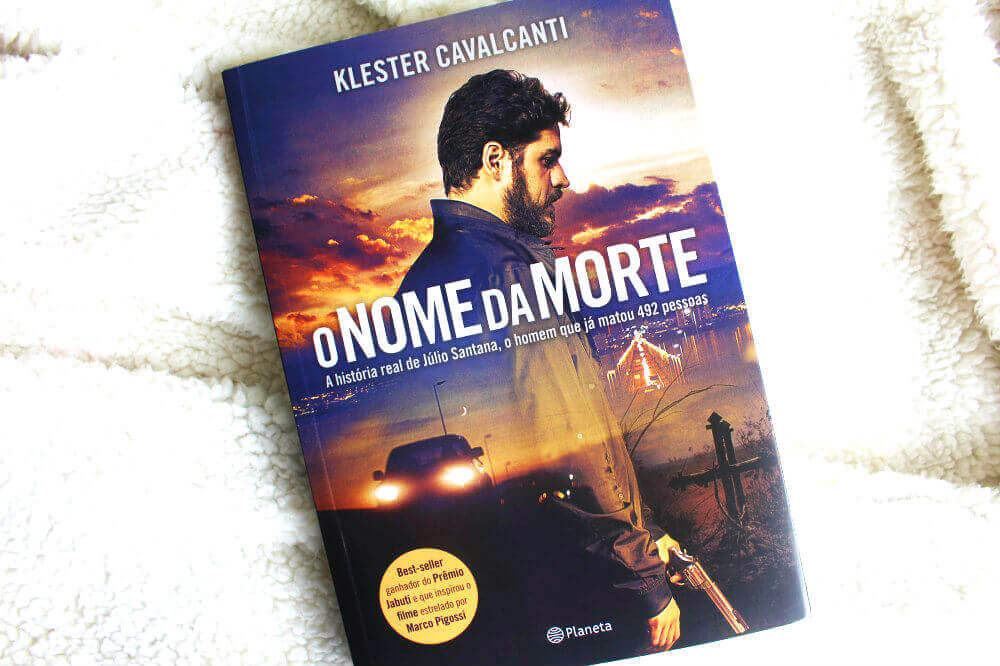 KLESTER CAVALCANTI
O NOME DA MORTE
A história real de Júlio Santana, o homem que já matou 492 pessoas
Best-seller
ganhador do Prêmio
Jabuti e que inspirou o
filme estrelado por
Marco Pigossi
Planeta